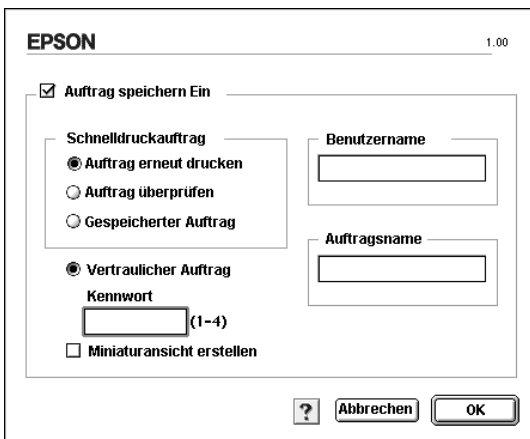 EPSON
1.00
Auftrag speichern Ein
Schnelldruckauftrag
Auftrag erneut drucken
Auftrag überprüfen
Gespeicherter Auftrag
Vertraulicher Auftrag
Kennwort
(1-4)
Miniaturansicht erstellen
Benutzername
Auftragsname
?
Abbrechen
OK